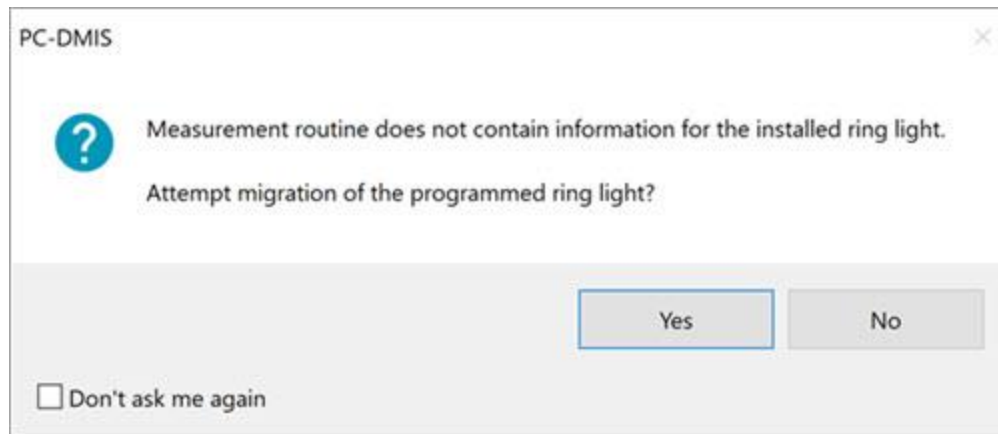 PC-DMIS
Measurement routine does not contain information for the installed ring light.
Attempt migration of the programmed ring light?
Yes
No
Don't ask me again